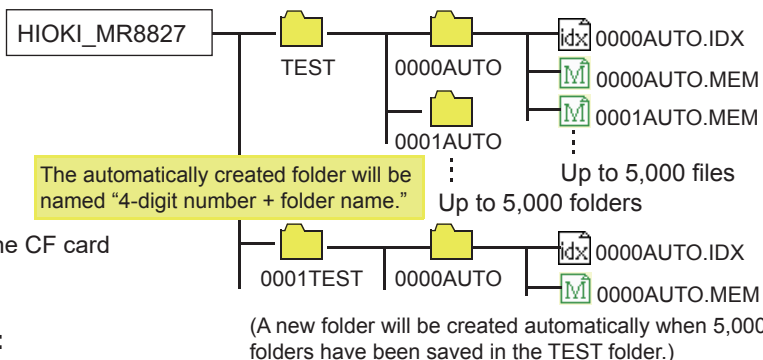 HIOKI_MR8827
TEST
0000AUTO
idx 0000AUTO.IDX
M 0000AUTO.MEM
M 0001AUTO.MEM
0001AUTO
Up to 5,000 files
Up to 5,000 folders
The automatically created folder will be
named “4-digit number + folder name.”
CF card
0001TEST
0000AUTO
idx 0000AUTO.IDX
M 0000AUTO.MEM
(A new folder will be created automatically when 5,000
folders have been saved in the TEST folder.)
: